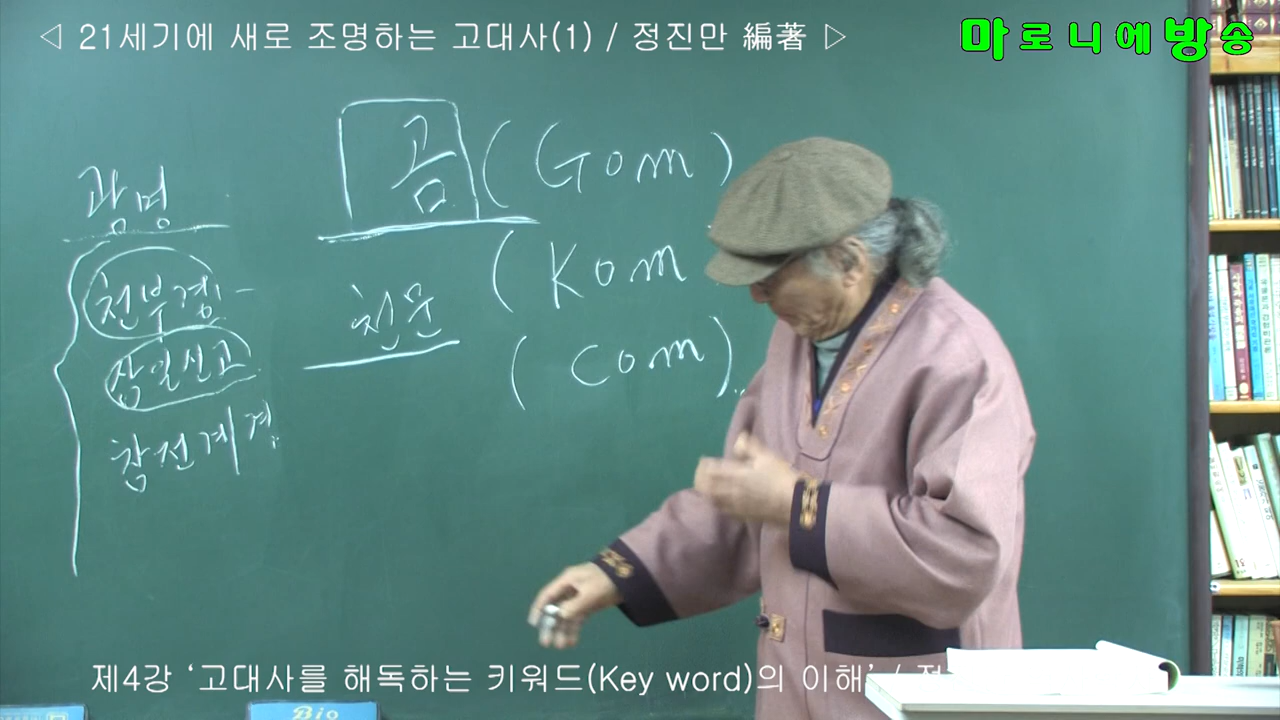 < 21세기에 새로 조명하는 고대사(1) / 정진만 編著 ▷
마로니에방송
곰 (Gom)
광명
(Kom
천부경
천문
삼일신고
(Com)
참전계경
제4강 ‘고대사를 해독하는 키워드(Key word)의 이해’ /
Bio